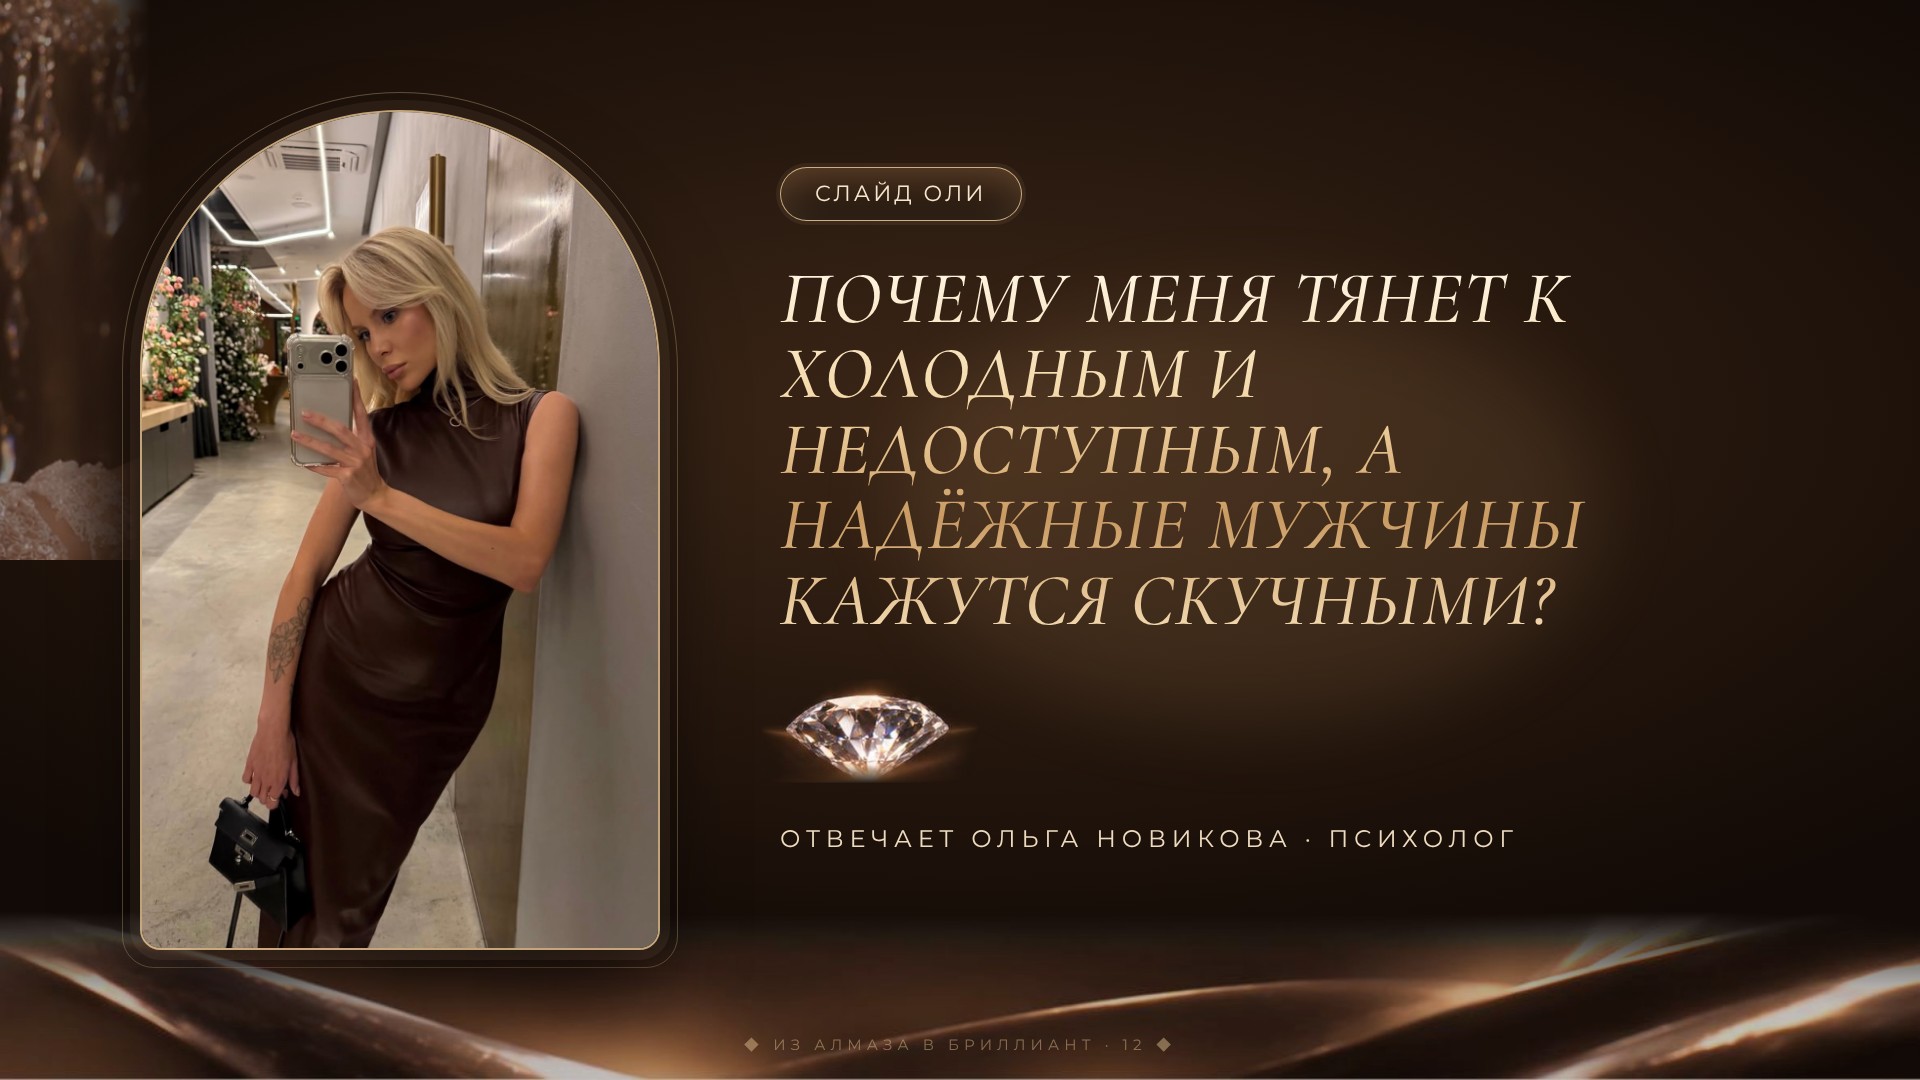 СЛАЙД ОЛИ
ПОЧЕМУ МЕНЯ ТЯНЕТ К
ХОЛОДНЫМ И
НЕДОСТУПНЫМ, А
НАДЁЖНЫЕ МУЖЧИНЫ
КАЖУТСЯ СКУЧНЫМИ?
ОТВЕЧАЕТ ОЛЬГА НОВИКОВА · ПСИХОЛОГ
◆ ИЗ АЛМАЗА В БРИЛЛИАНТ · 12 ◆